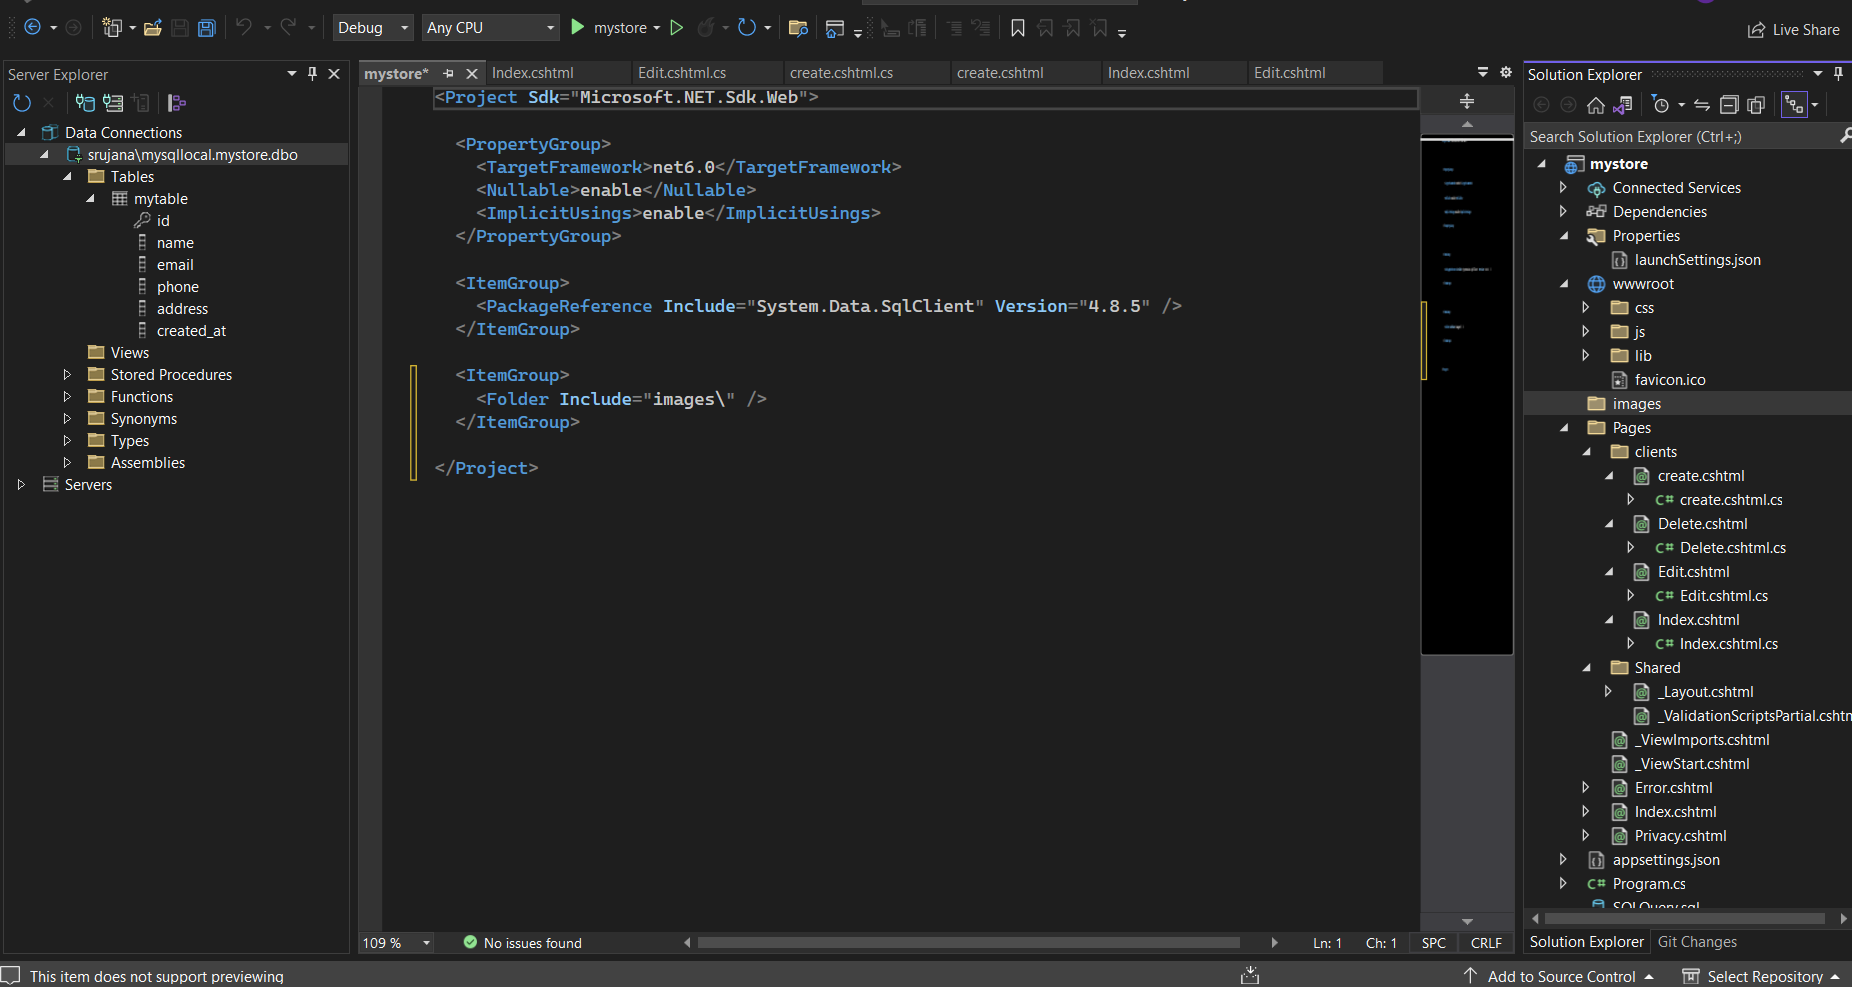 Debug
Any CPU
mystore
Live Share
Server Explorer
Data Connections
srujana\mysqllocal.mystore.dbo
Tables
mytable
id
name
email
phone
address
created_at
Views
Stored Procedures
Functions
Synonyms
Types
Assemblies
Servers
mystore*
Index.cshtml
Edit.cshtml.cs
create.cshtml.cs
create.cshtml
Index.cshtml
Edit.cshtml
<Project Sdk="Microsoft.NET.Sdk.Web">
<PropertyGroup>
<TargetFramework>net6.0</TargetFramework>
<Nullable>enable</Nullable>
<ImplicitUsings>enable</ImplicitUsings>
</PropertyGroup>
<ItemGroup>
<PackageReference Include="System.Data.SqlClient" Version="4.8.5" />
</ItemGroup>
<ItemGroup>
<Folder Include="images\" />
</ItemGroup>
</Project>
109 %
No issues found
Ln: 1
Ch: 1
SPC
CRLF
Solution Explorer
Search Solution Explorer (Ctrl+;)
mystore
Connected Services
Dependencies
Properties
launchSettings.json
wwwroot
css
js
lib
favicon.ico
images
Pages
clients
create.cshtml
C# create.cshtml.cs
Delete.cshtml
C# Delete.cshtml.cs
Edit.cshtml
C# Edit.cshtml.cs
Index.cshtml
C# Index.cshtml.cs
Shared
_Layout.cshtml
_ValidationScriptsPartial.cshtm
_ViewImports.cshtml
_ViewStart.cshtml
Error.cshtml
Index.cshtml
Privacy.cshtml
appsettings.json
C# Program.cs
SQLQuery.sql
Solution Explorer
Git Changes
This item does not support previewing
Add to Source Control
Select Repository